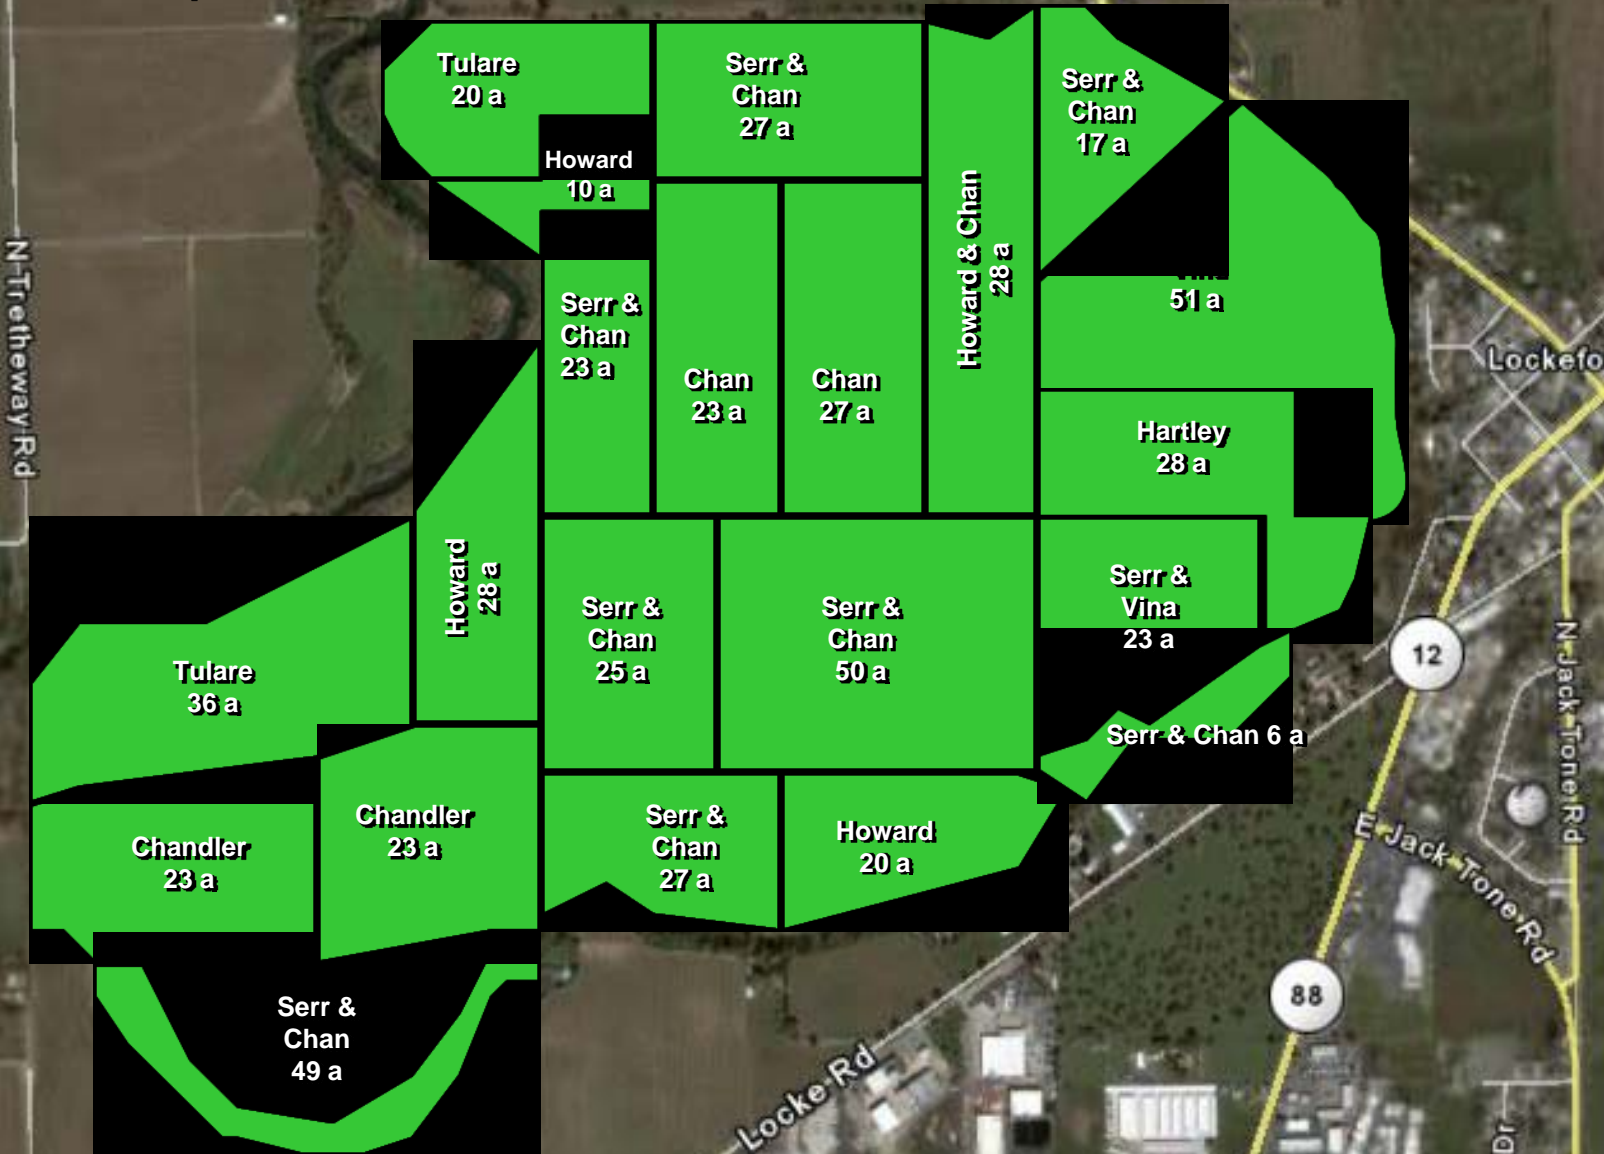 Tulare
20 a
Serr &
Chan
27 a
Serr &
Chan
17 a
Howard
10 a
Howard & Chan
28 a
N Tretheway Rd
Serr &
Chan
23 a
Chan
23 a
Chan
27 a
Vina
51 a
Lockefo
Hartley
28 a
Howard
28 a
Serr &
Chan
25 a
Serr &
Chan
50 a
Serr &
Vina
23 a
12
N Jack Tone Rd
Tulare
36 a
Serr & Chan 6 a
Chandler
23 a
Chandler
23 a
Serr &
Chan
27 a
Howard
20 a
E Jack Tone Rd
88
Serr &
Chan
49 a
Locke Rd
Dr